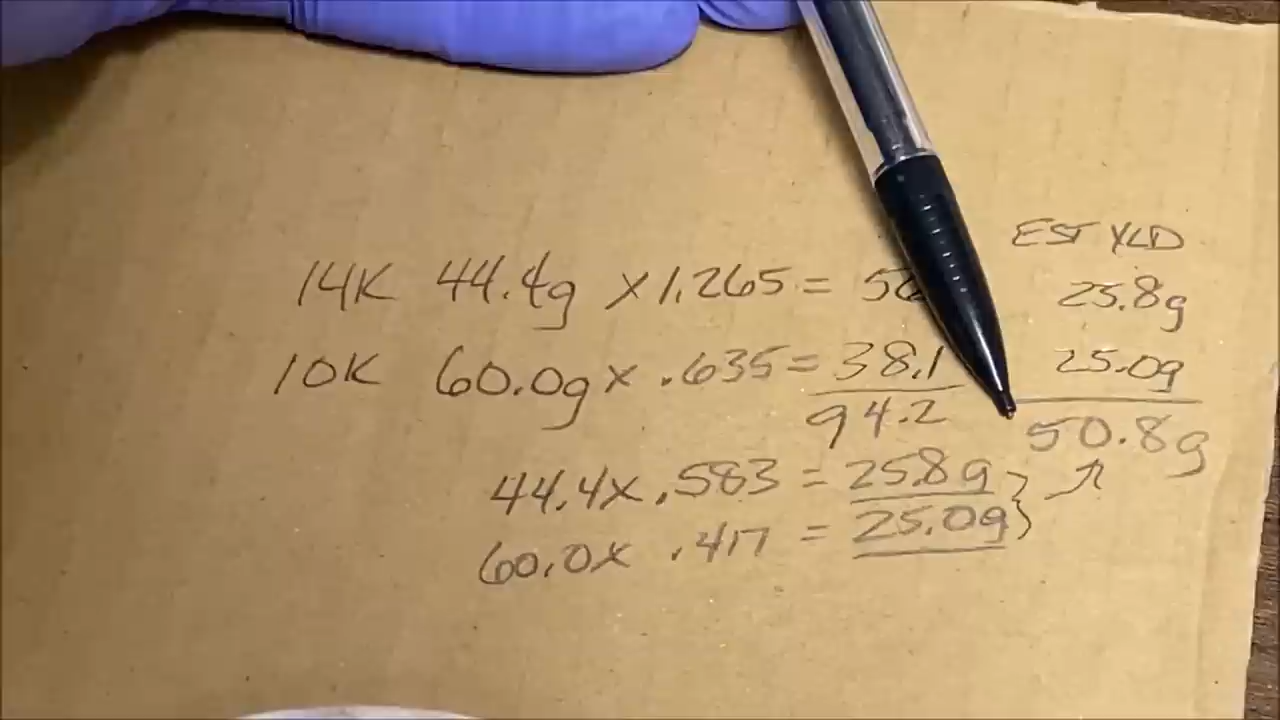 EST YLD
14K 44.4g x 1.265 = 56 25.8g
10K 60.0g x .635 = 38.1 25.0g
94.2 50.8g
44.4 x .583 = 25.8g
60.0 x .417 = 25.0g